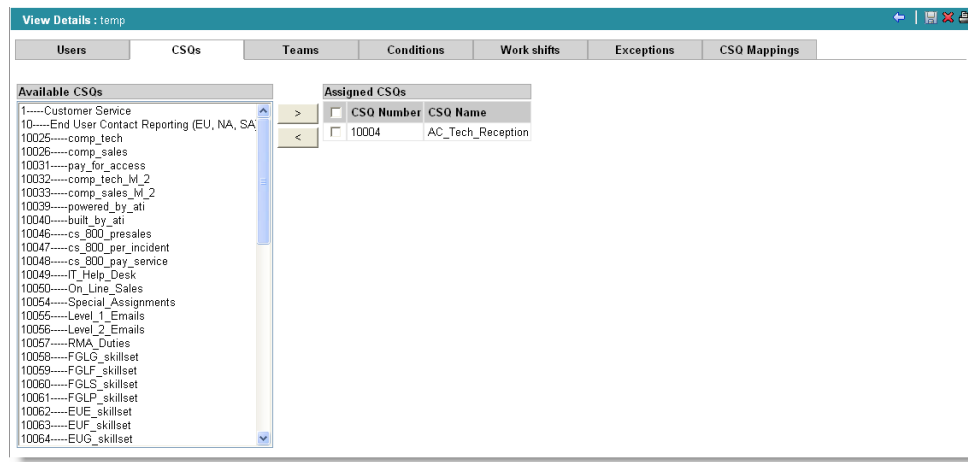 View Details : temp
Users CSQs Teams Conditions Work shifts Exceptions CSQ Mappings
Available CSQs
1-----Customer Service
10-----End User Contact Reporting (EU, NA, SA)
10025-----comp_tech
10026-----comp_sales
10031-----pay_for_access
10032-----comp_tech_M_2
10033-----comp_sales_M_2
10039-----powered_by_ati
10040-----built_by_ati
10046-----cs_800_presales
10047-----cs_800_per_incident
10048-----cs_800_pay_service
10049-----IT_Help_Desk
10050-----On_Line_Sales
10054-----Special_Assignments
10055-----Level_1_Emails
10056-----Level_2_Emails
10057-----RMA_Duties
10058-----FGLG_skillset
10059-----FGLF_skillset
10060-----FGLS_skillset
10061-----FGLP_skillset
10062-----EUE_skillset
10063-----EUF_skillset
10064-----EUG_skillset
>
<
Assigned CSQs
CSQ Number CSQ Name
10004 AC_Tech_Reception